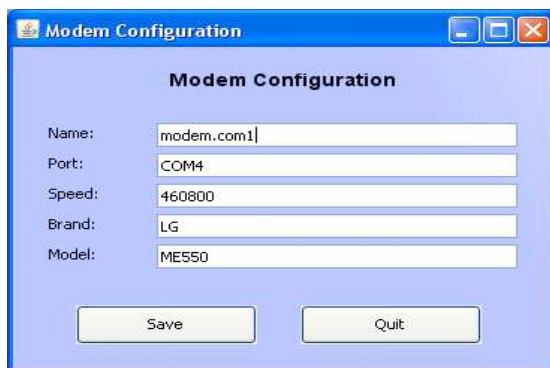 Modem Configuration
Modem Configuration
Name: modem.com1
Port: COM4
Speed: 460800
Brand: LG
Model: ME550
Save Quit